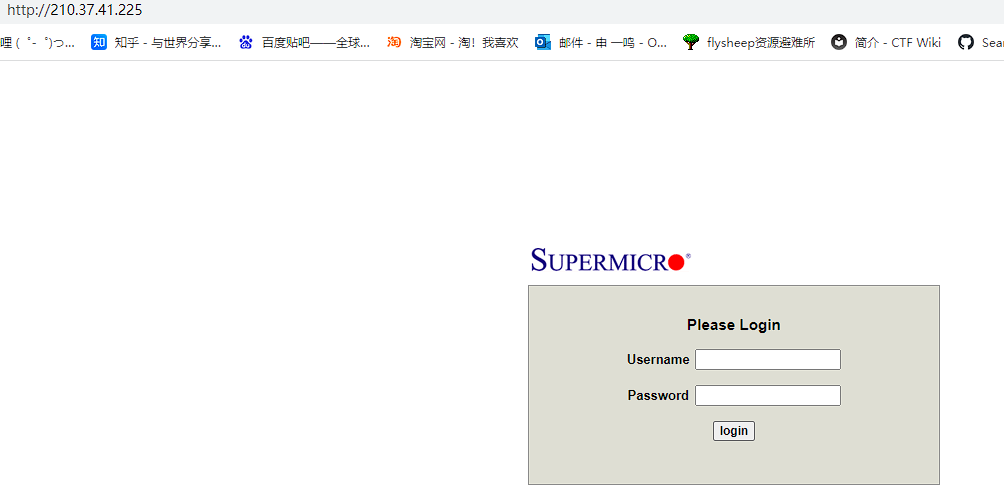 http://210.37.41.225
哩 (゜-゜)つ... 知乎 - 与世界分享... 百度贴吧——全球... 淘宝网 - 淘！我喜欢 邮件 - 申 一鸣 - O... flysheep资源避难所 简介 - CTF Wiki Sear
SUPERMICRO®
Please Login
Username
Password
login